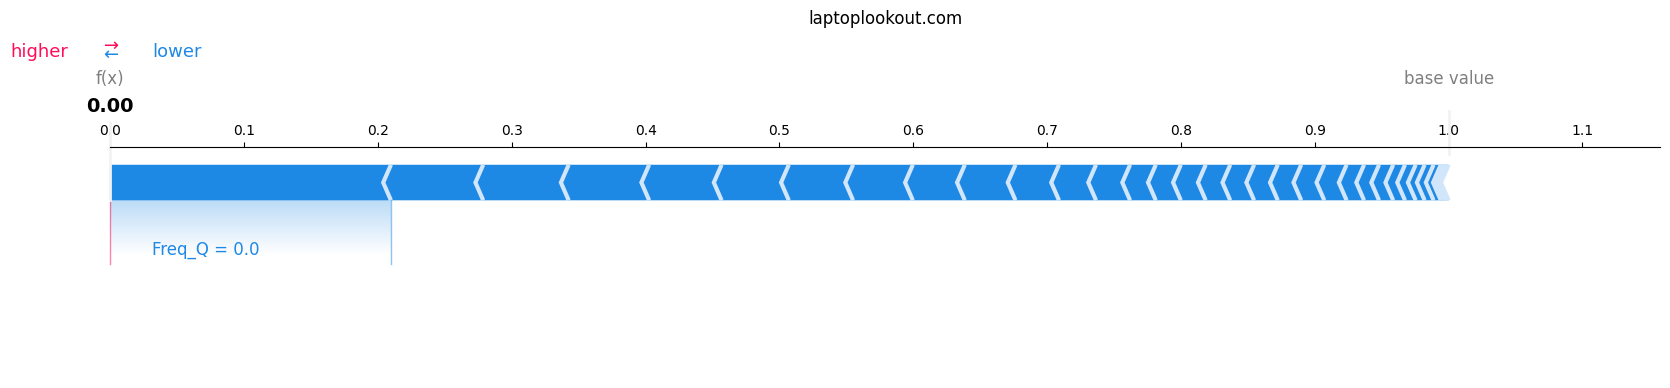 laptoplookout.com
higher ⇄ lower
f(x) base value
0.00
0.0 0.1 0.2 0.3 0.4 0.5 0.6 0.7 0.8 0.9 1.0 1.1
Freq_Q = 0.0